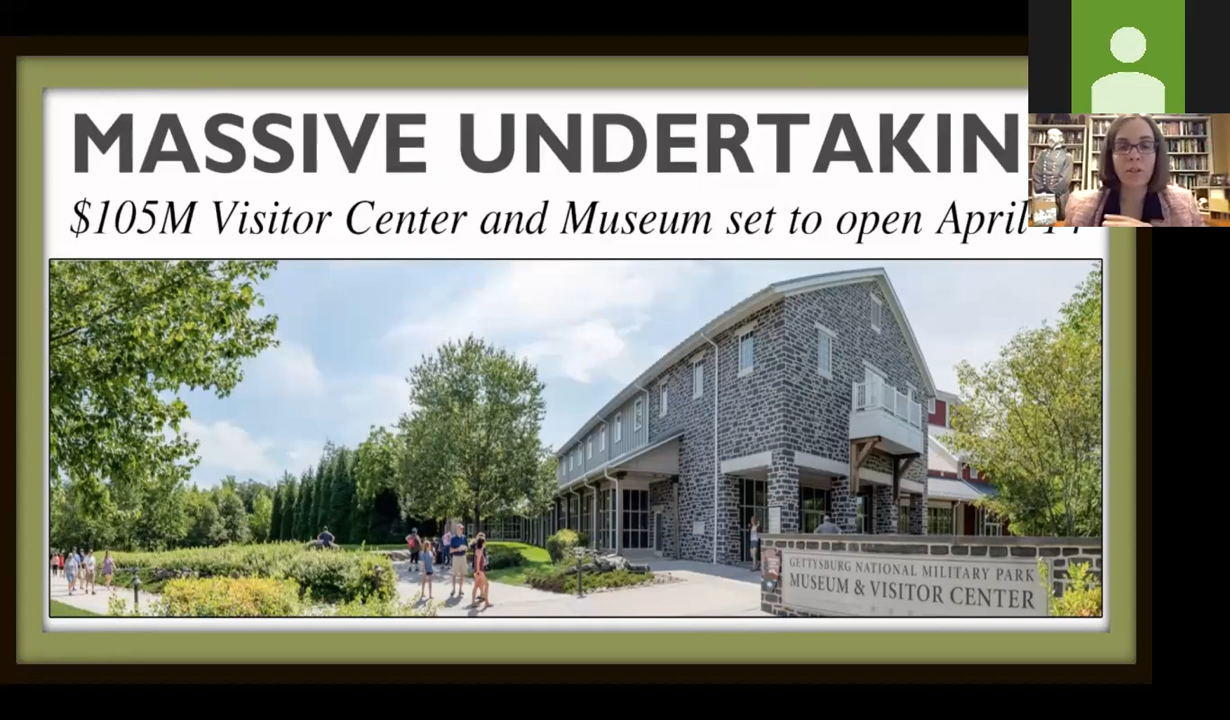 MASSIVE UNDERTAKIN
$105M Visitor Center and Museum set to open April
GETTYSBURG NATIONAL MILITARY PARK
MUSEUM & VISITOR CENTER